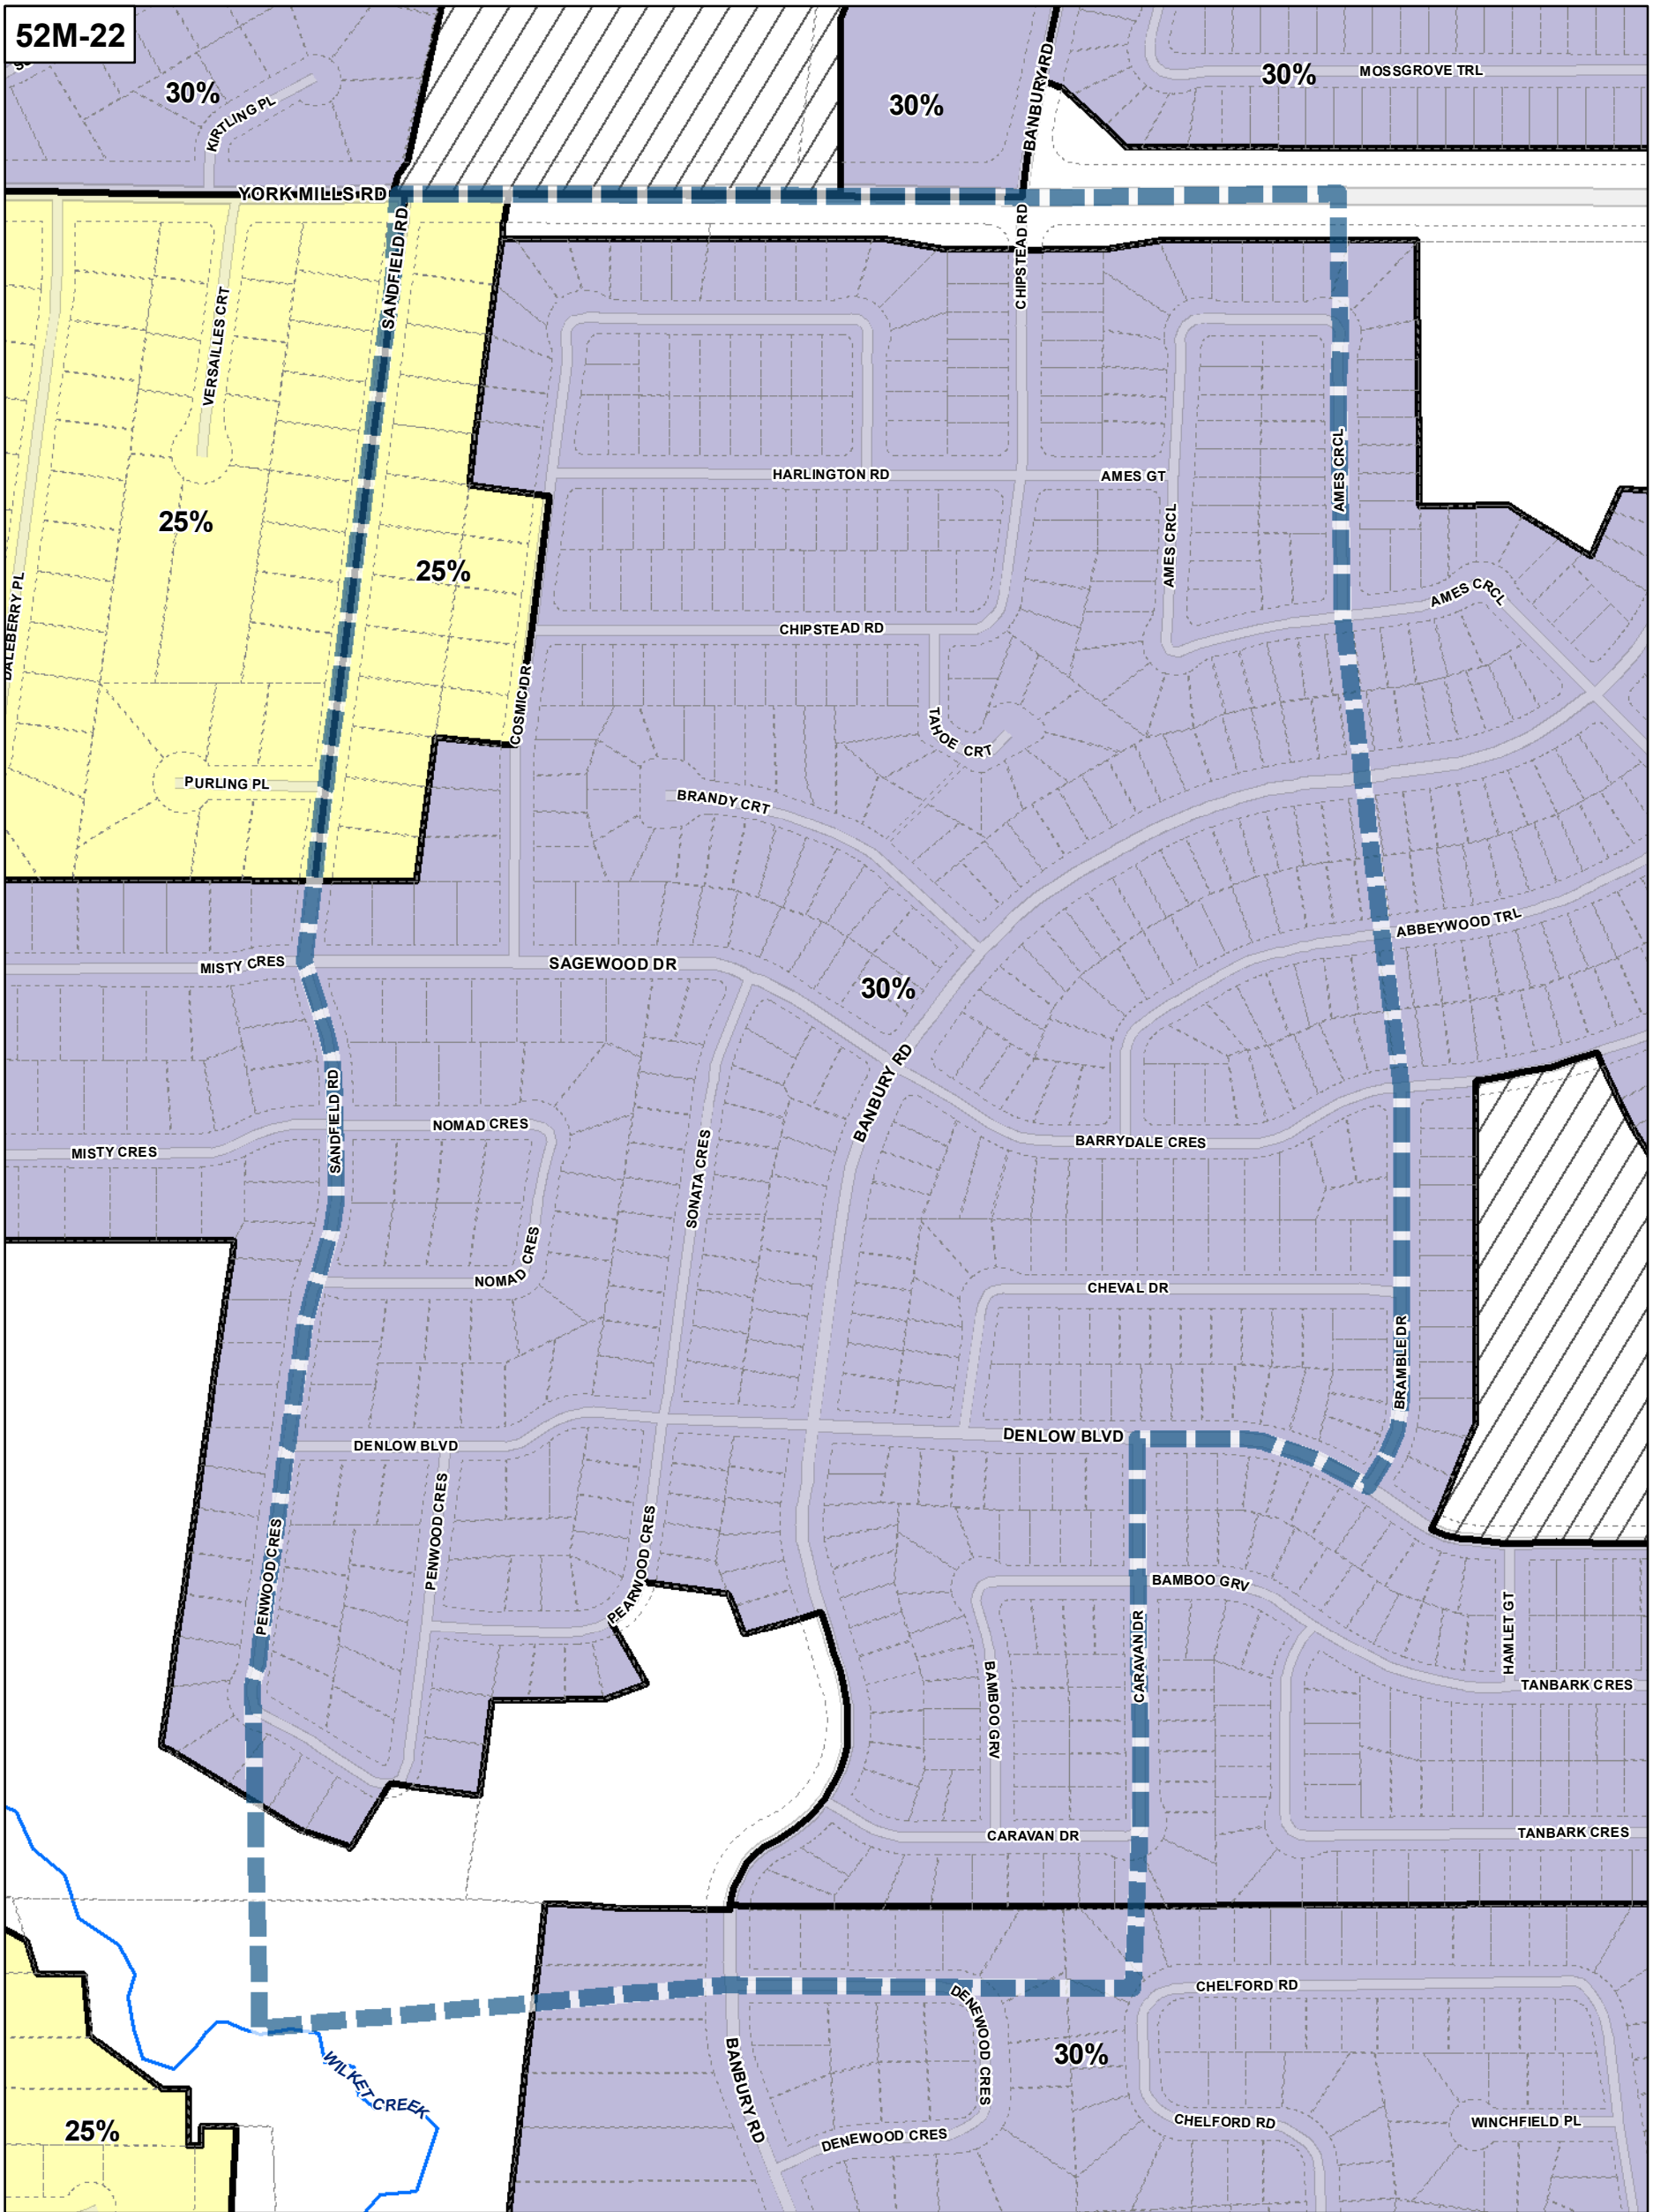 52M-22
30%
KIRTLING PL
30%
BANBURY RD
30%
MOSSGROVE TRL
YORK MILLS RD
SANDFIELD RD
CHIPSTEAD RD
VERSAILLES CRT
HARLINGTON RD
AMES GT
AMES CRCL
AMES CRCL
25%
25%
DALEBERRY PL
AMES CRCL
CHIPSTEAD RD
COSMIC DR
TAHOE CRT
PURLING PL
BRANDY CRT
ABBEYWOOD TRL
MISTY CRES
SAGEWOOD DR
30%
SANDFIELD RD
BANBURY RD
NOMAD CRES
MISTY CRES
BARRYDALE CRES
SONATA CRES
NOMAD CRES
CHEVAL DR
BRAMBLE DR
DENLOW BLVD
DENLOW BLVD
PENWOOD CRES
PENWOOD CRES
PEARWOOD CRES
BAMBOO GRV
HAMLET GT
CARAVAN DR
BAMBOO GRV
TANBARK CRES
CARAVAN DR
TANBARK CRES
CHELFORD RD
DENEWOOD CRES
30%
WILKET CREEK
BANBURY RD
25%
DENEWOOD CRES
CHELFORD RD
WINCHFIELD PL